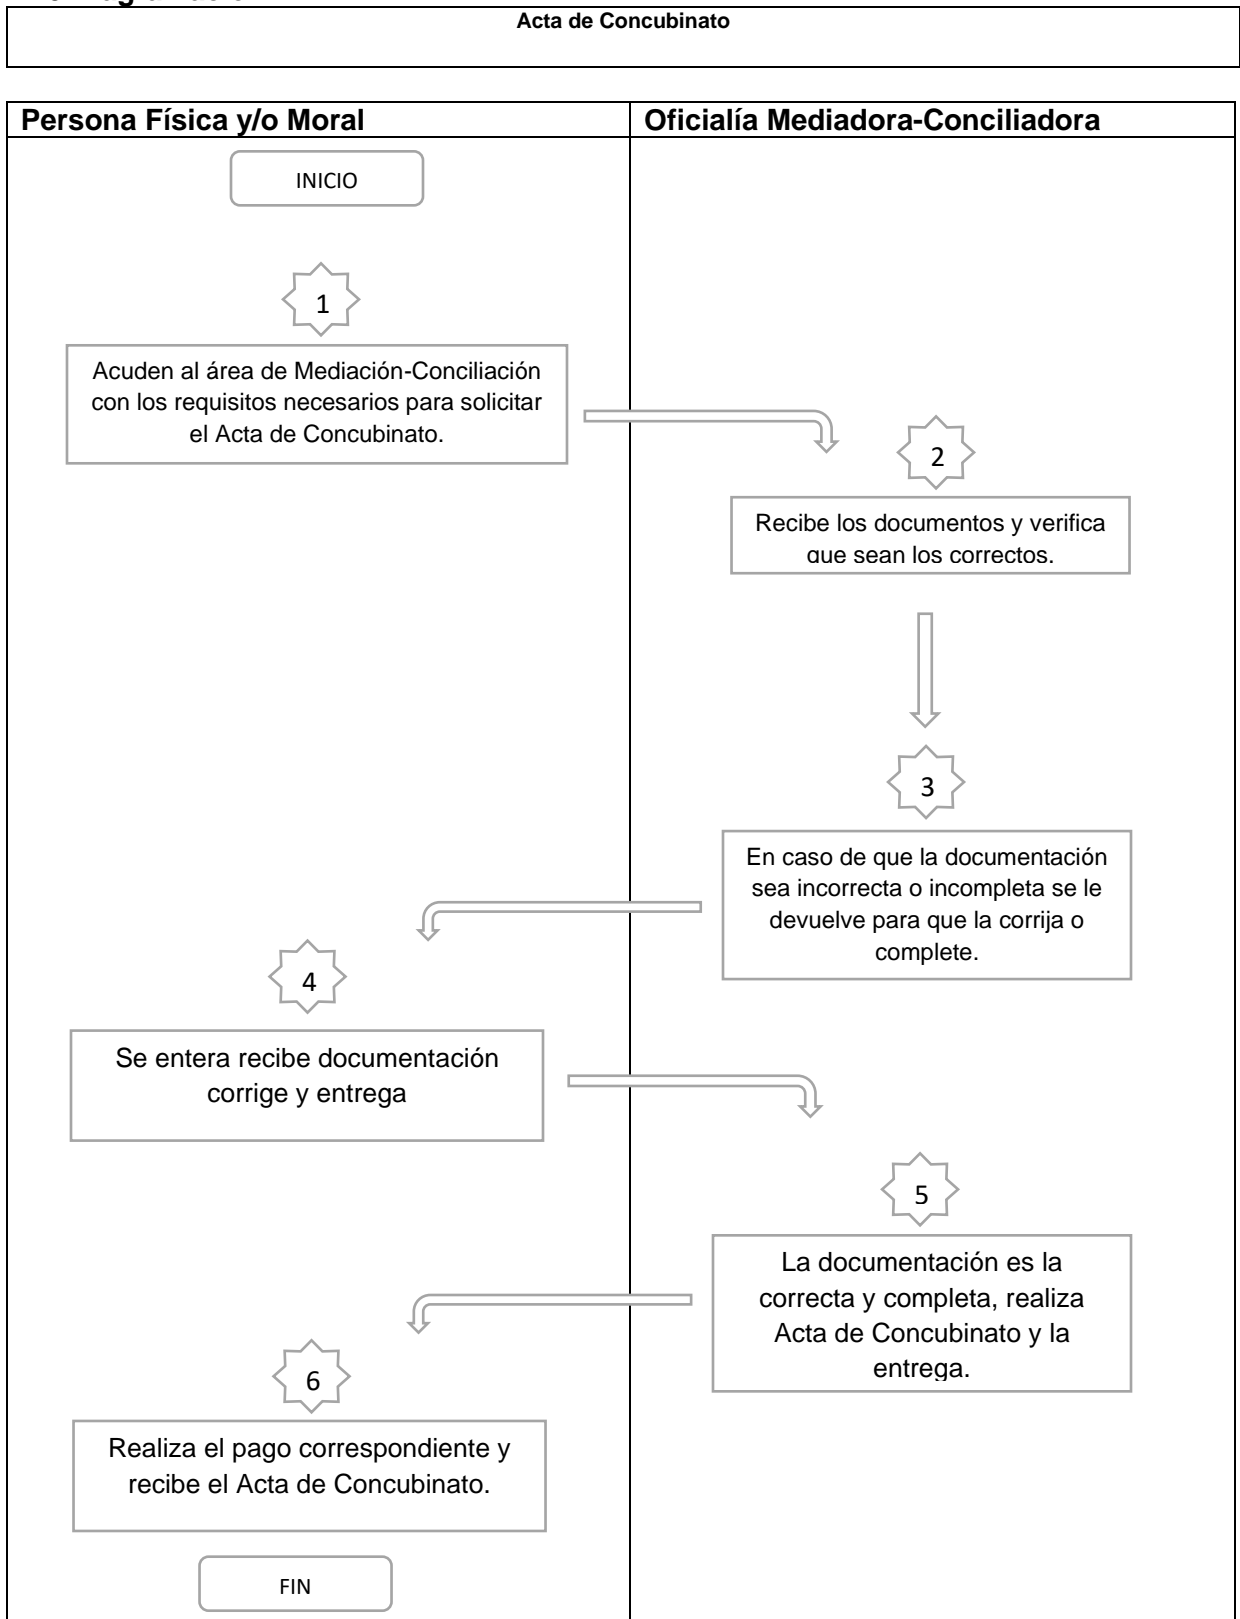 Acta de Concubinato
Persona Física y/o Moral
Oficialía Mediadora-Conciliadora
INICIO
1
Acuden al área de Mediación-Conciliación
con los requisitos necesarios para solicitar
el Acta de Concubinato.
2
Recibe los documentos y verifica
que sean los correctos.
3
En caso de que la documentación
sea incorrecta o incompleta se le
devuelve para que la corrija o
complete.
4
Se entera recibe documentación
corrige y entrega
5
La documentación es la
correcta y completa, realiza
Acta de Concubinato y la
entrega.
6
Realiza el pago correspondiente y
recibe el Acta de Concubinato.
FIN